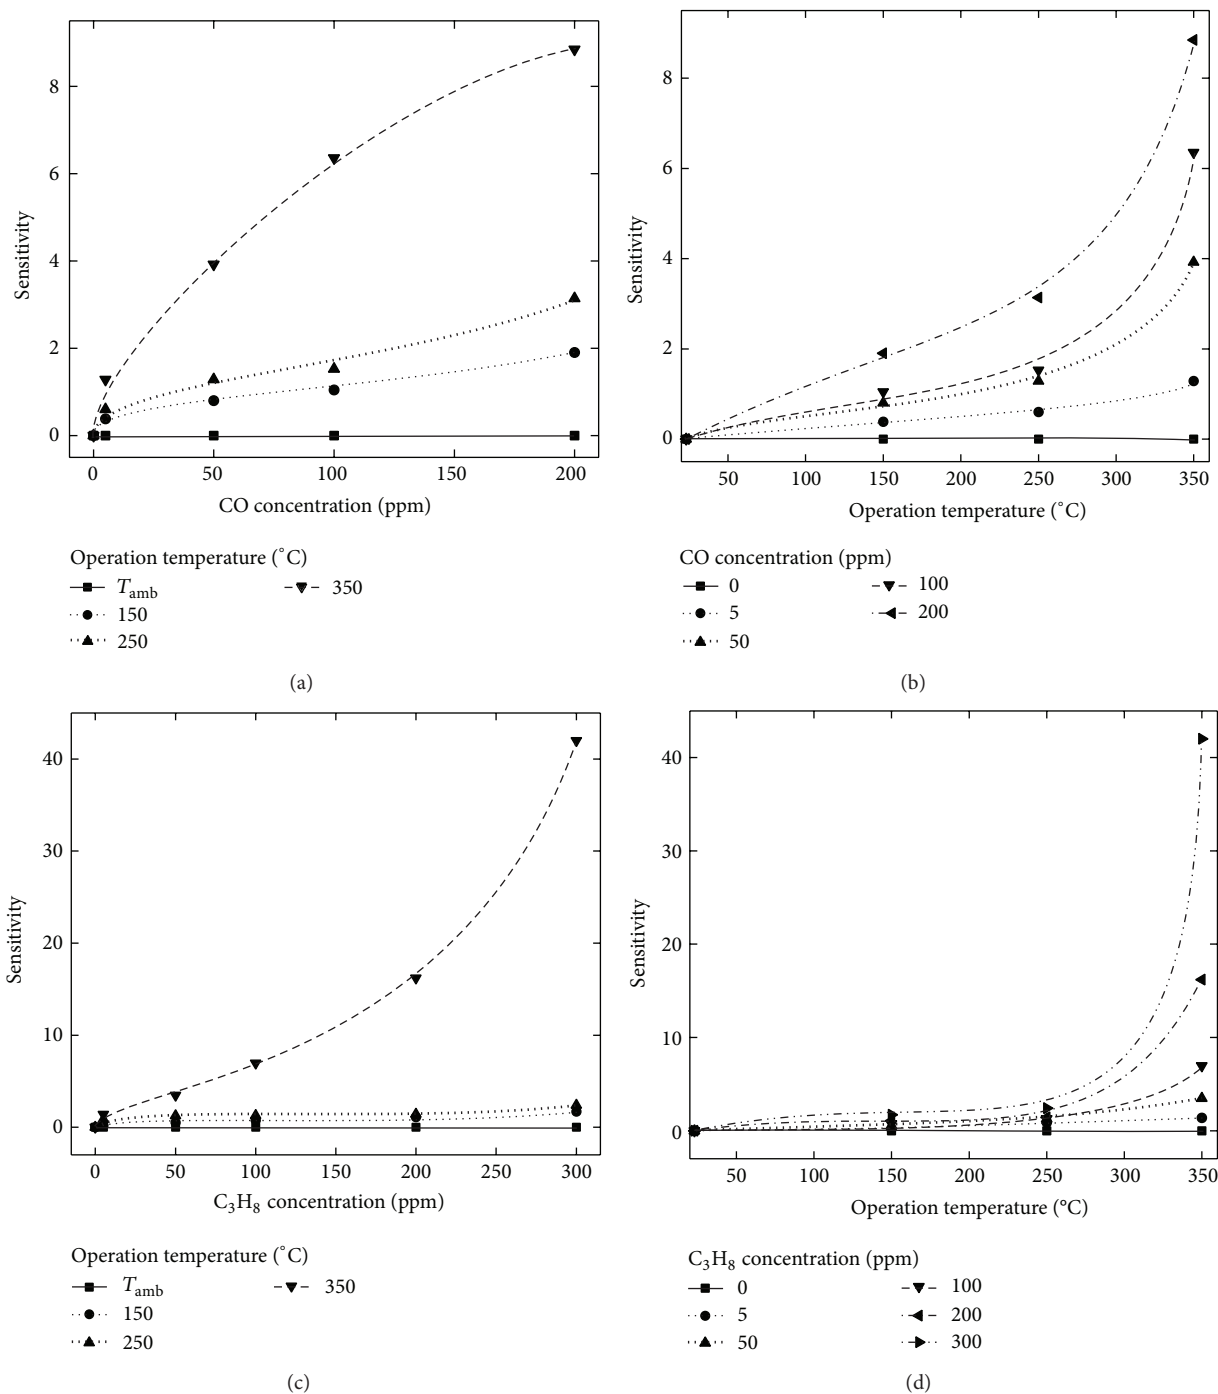 8
6
4
2
0
Sensitivity
0 50 100 150 200
CO concentration (ppm)
Operation temperature (°C)
T_amb 350
150
250
(a)
8
6
4
2
0
Sensitivity
50 100 150 200 250 300 350
Operation temperature (°C)
CO concentration (ppm)
0 100
5 200
50
(b)
40
30
20
10
0
Sensitivity
0 50 100 150 200 250 300
C₃H₈ concentration (ppm)
Operation temperature (°C)
T_amb 350
150
250
(c)
40
30
20
10
0
Sensitivity
50 100 150 200 250 300 350
Operation temperature (°C)
C₃H₈ concentration (ppm)
0 100
5 200
50 300
(d)